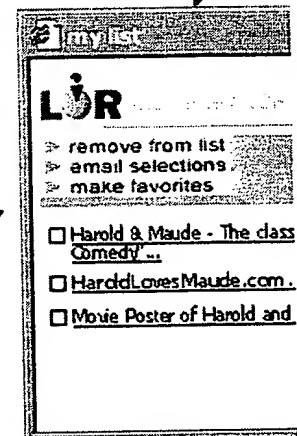 my list
remove from list
email selections
make favorites
Harold & Maude - The class
Comedy ...
HaroldLovesMaude.com .
Movie Poster of Harold and